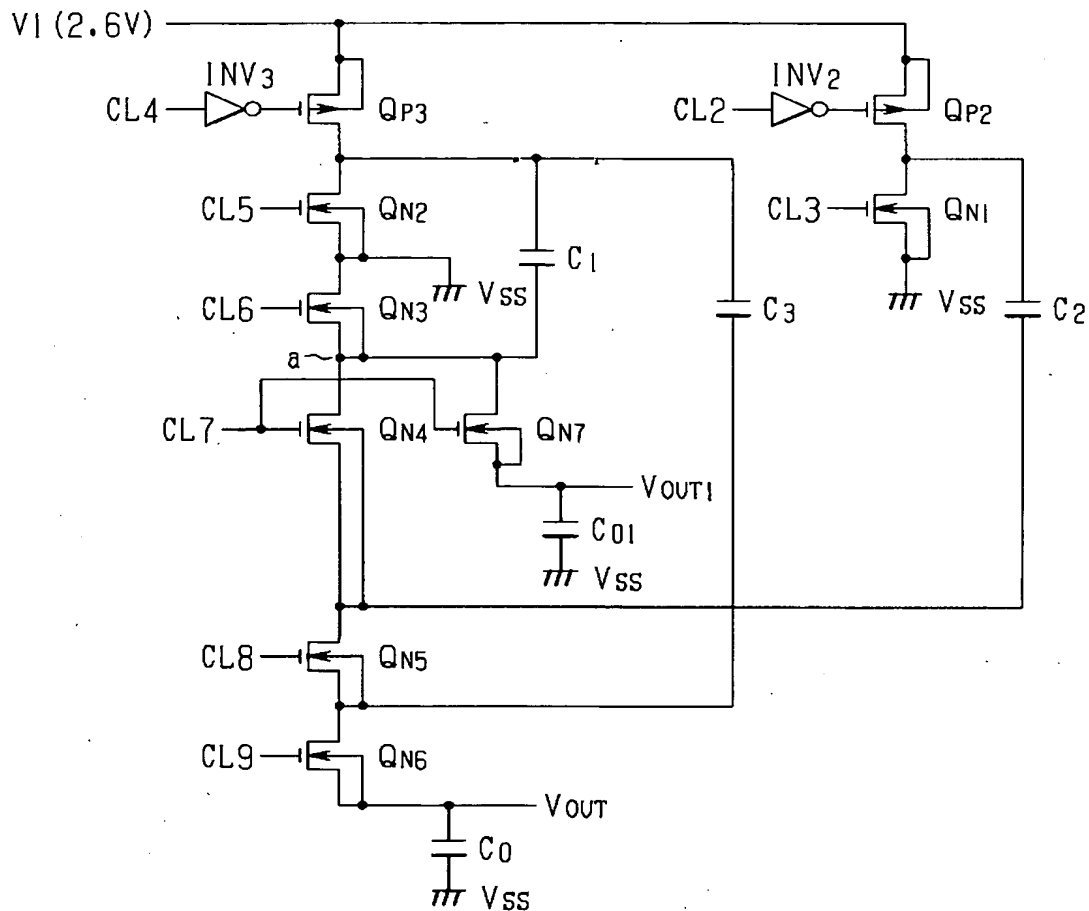 V1(2.6V)
INV3
INV2
CL4
QP3
CL2
QP2
CL5
QN2
CL3
QN1
C1
VSS
VSS
CL6
QN3
C3
C2
a
CL7
QN4
QN7
VOUT1
C01
VSS
CL8
QN5
CL9
QN6
VOUT
C0
VSS